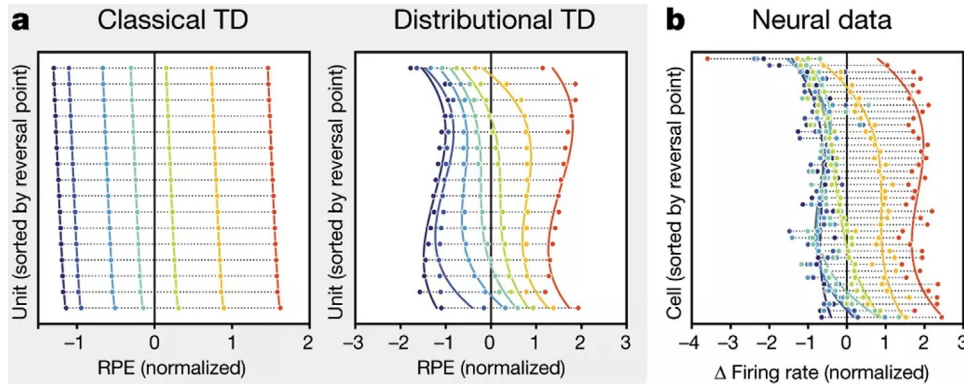 a
Classical TD
Distributional TD
b
Neural data
Unit (sorted by reversal point)
−1
0
1
2
RPE (normalized)
Unit (sorted by reversal point)
−3
−2
−1
0
1
2
3
RPE (normalized)
Cell (sorted by reversal point)
−4
−3
−2
−1
0
1
2
3
Δ Firing rate (normalized)